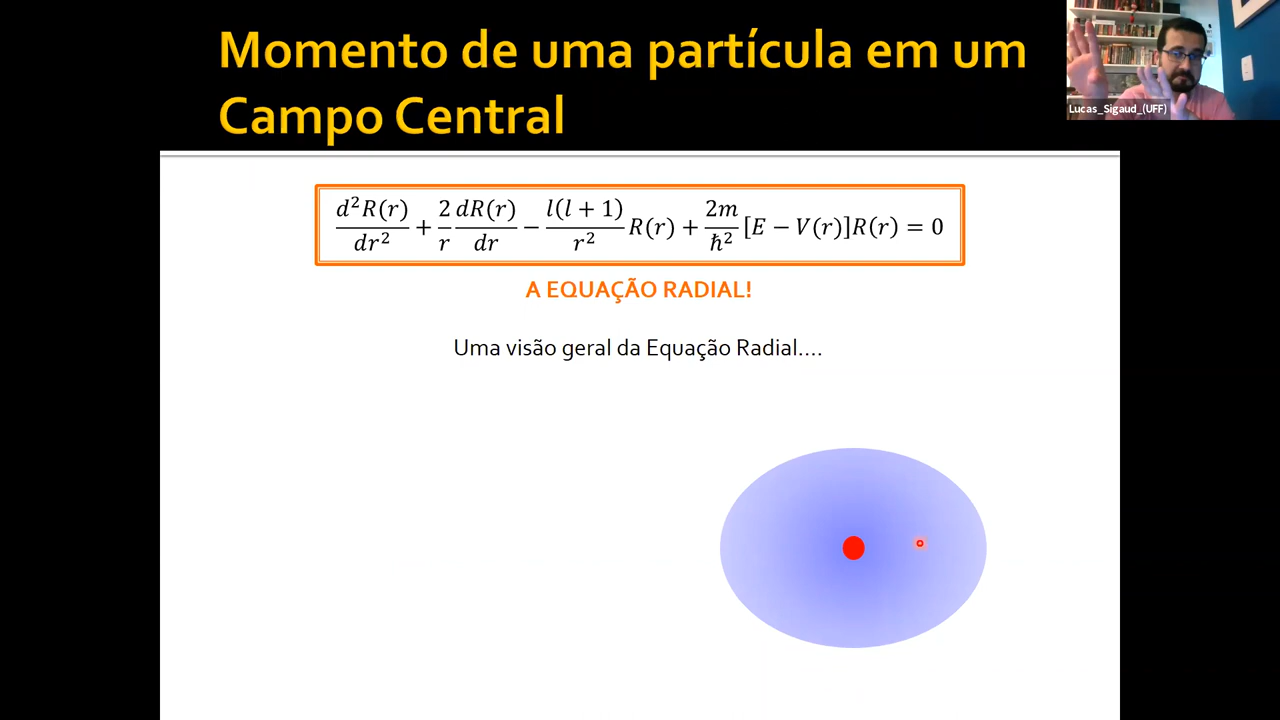 Momento de uma partícula em um
Campo Central
Lucas_Sigaud_(UFF)
d²R(r)/dr² + 2/r dR(r)/dr − l(l + 1)/r² R(r) + 2m/ħ² [E − V(r)]R(r) = 0
A EQUAÇÃO RADIAL!
Uma visão geral da Equação Radial....